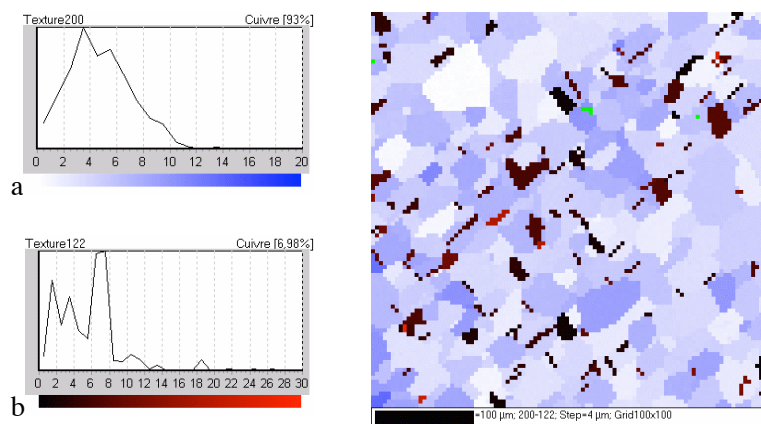 Texture200 Cuivre [93%]
0 2 4 6 8 10 12 14 16 18 20
a
Texture122 Cuivre [6,98%]
0 2 4 6 8 10 12 14 16 18 20 22 24 26 28 30
b
=100 µm; 200-122; Step=4 µm; Grid100x100